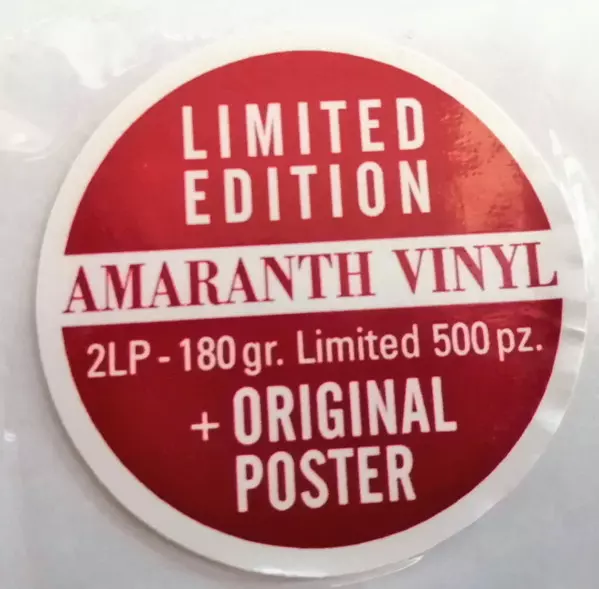 LIMITED
EDITION
AMARANTH VINYL
2LP - 180 gr. Limited 500 pz.
+ ORIGINAL
POSTER